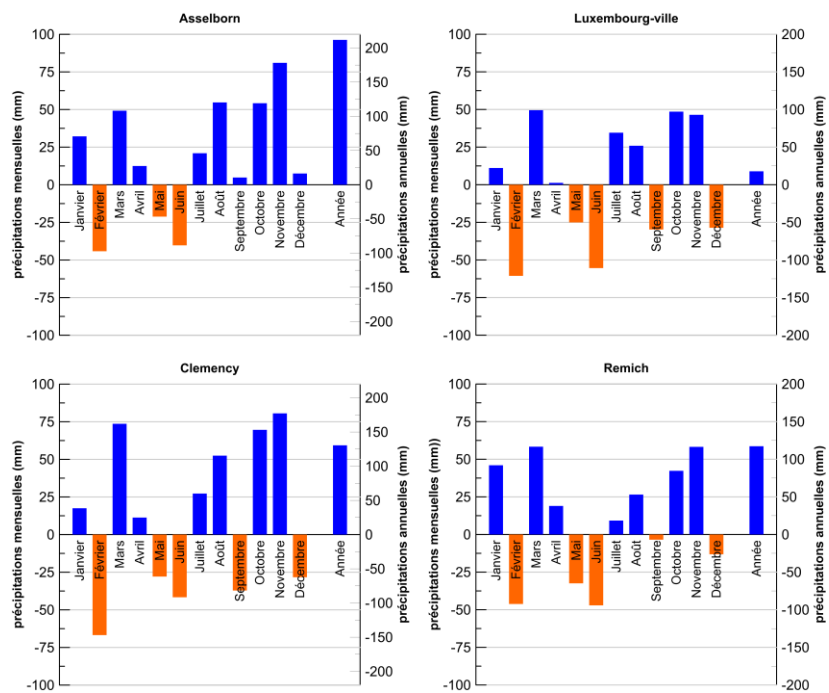 Asselborn
précipitations mensuelles (mm)
100
75
50
25
0
-25
-50
-75
-100
Janvier
Février
Mars
Avril
Mai
Juin
Juillet
Août
Septembre
Octobre
Novembre
Décembre
Année
200
150
100
50
0
-50
-100
-150
-200
précipitations annuelles (mm)
Luxembourg-ville
précipitations mensuelles (mm)
100
75
50
25
0
-25
-50
-75
-100
Janvier
Février
Mars
Avril
Mai
Juin
Juillet
Août
Septembre
Octobre
Novembre
Décembre
Année
200
150
100
50
0
-50
-100
-150
-200
précipitations annuelles (mm)
Clemency
précipitations mensuelles (mm)
100
75
50
25
0
-25
-50
-75
-100
Janvier
Février
Mars
Avril
Mai
Juin
Juillet
Août
Septembre
Octobre
Novembre
Décembre
Année
200
150
100
50
0
-50
-100
-150
-200
précipitations annuelles (mm)
Remich
précipitations mensuelles (mm))
100
75
50
25
0
-25
-50
-75
-100
Janvier
Février
Mars
Avril
Mai
Juin
Juillet
Août
Septembre
Octobre
Novembre
Décembre
Année
200
150
100
50
0
-50
-100
-150
-200
précipitations annuelles (mm)